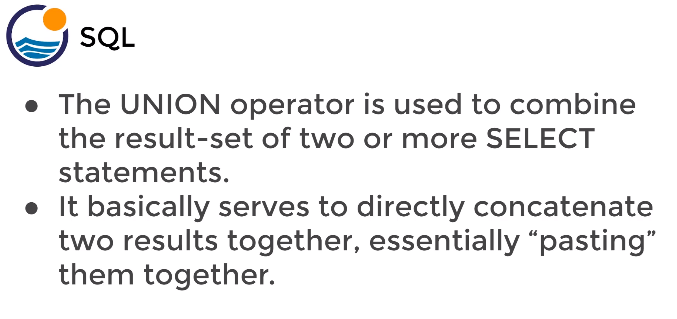 SQL
● The UNION operator is used to combine
the result-set of two or more SELECT
statements.
● It basically serves to directly concatenate
two results together, essentially “pasting”
them together.